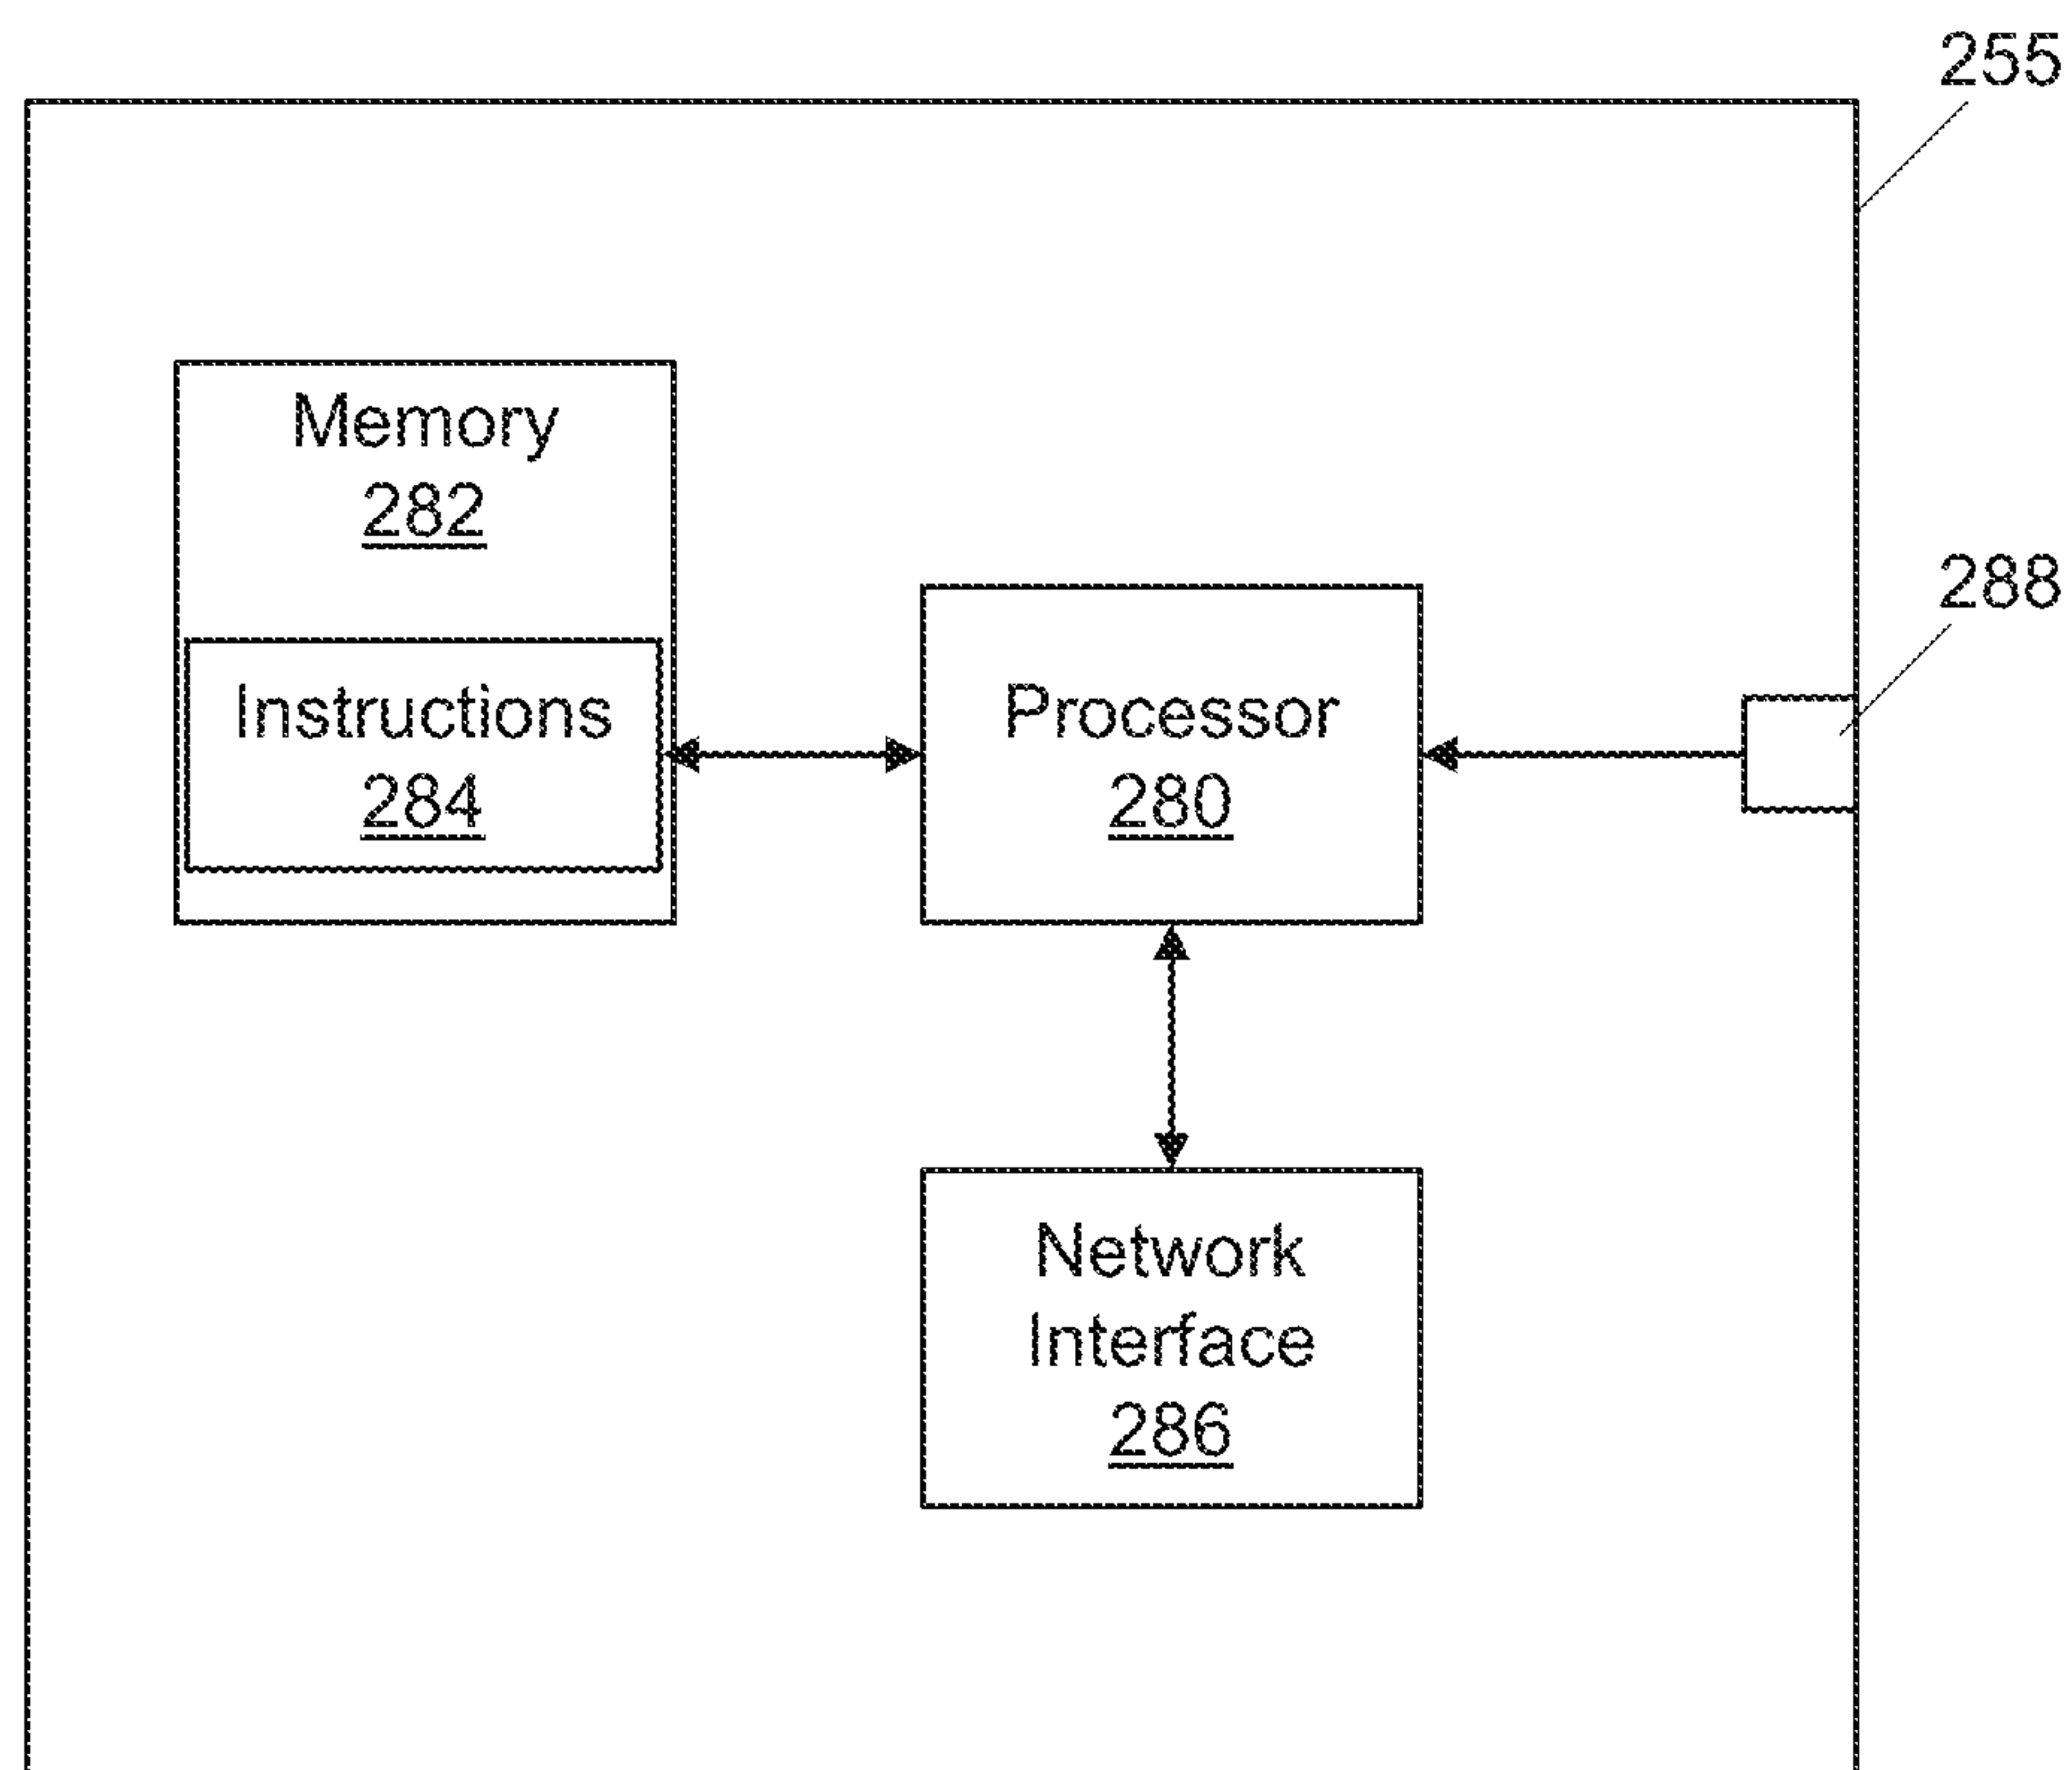 255
Memory
282
288
Instructions
284
Processor
280
Network
Interface
286